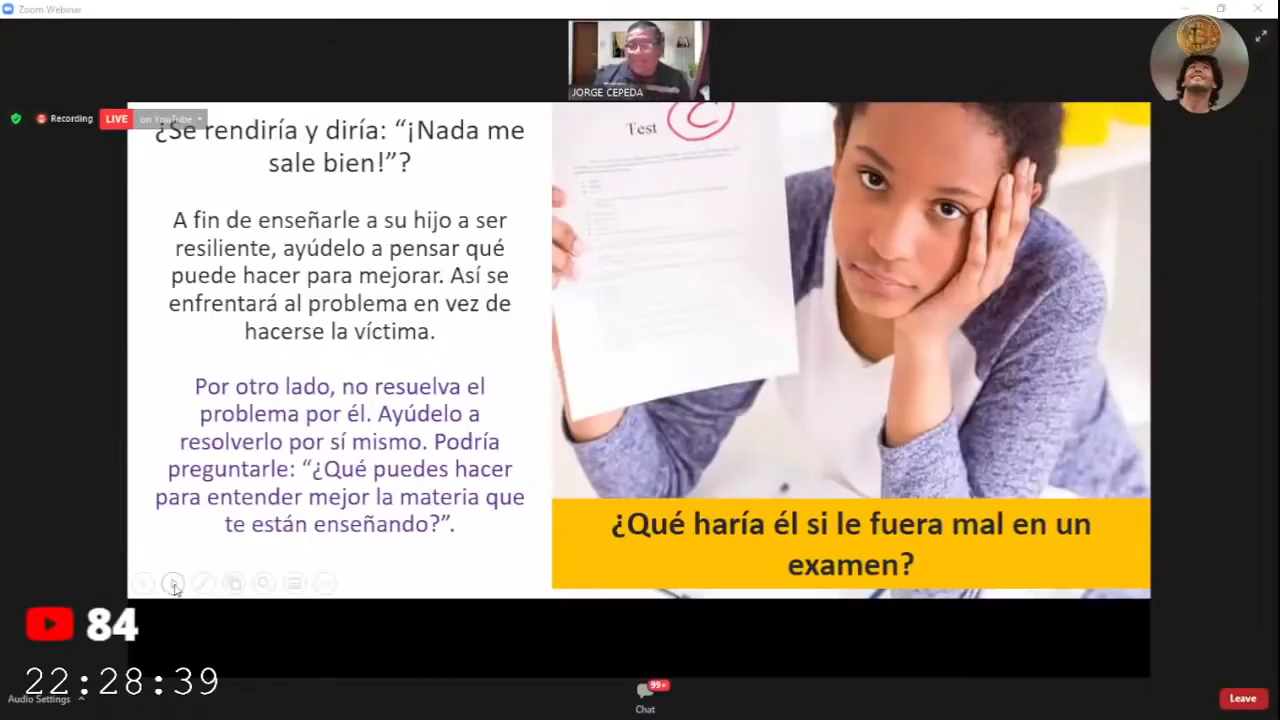 Zoom Webinar
JORGE CEPEDA
Recording
LIVE
on YouTube
¿Se rendiría y diría: “¡Nada me
sale bien!”?
A fin de enseñarle a su hijo a ser
resiliente, ayúdelo a pensar qué
puede hacer para mejorar. Así se
enfrentará al problema en vez de
hacerse la víctima.
Por otro lado, no resuelva el
problema por él. Ayúdelo a
resolverlo por sí mismo. Podría
preguntarle: “¿Qué puedes hacer
para entender mejor la materia que
te están enseñando?”.
Test
C
¿Qué haría él si le fuera mal en un
examen?
84
22:28:39
Audio Settings
99+
Chat
Leave